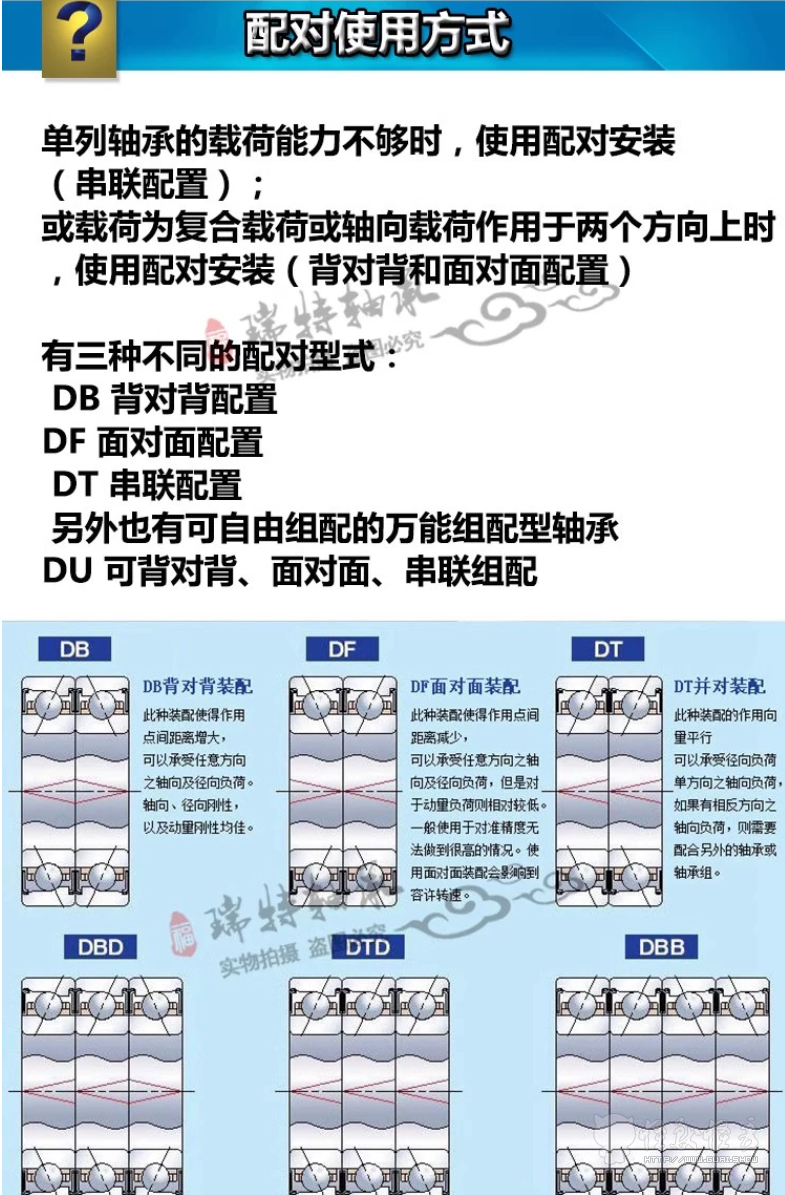 ?
配对使用方式
单列轴承的载荷能力不够时，使用配对安装
（串联配置）；
或载荷为复合载荷或轴向载荷作用于两个方向上时
，使用配对安装（背对背和面对面配置）
瑞特轴承
有三种不同的配对型式：
DB 背对背配置
DF 面对面配置
DT 串联配置
另外也有可自由组配的万能组配型轴承
DU 可背对背、面对面、串联组配
DB
DB背对背装配
此种装配使得作用
点间距离增大，
可以承受任意方向
之轴向及径向负荷。
轴向、径向刚性，
以及动量刚性均佳。
DF
DF面对面装配
此种装配使得作用点间
距离减少，
可以承受任意方向之轴
向及径向负荷，但是对
于动量负荷则相对较低。
一般使用于对准精度无
法做到很高的情况。使
用面对面装配会影响到
容许转速。
DT
DT并对装配
此种装配的作用向
量平行
可以承受径向负荷
单方向之轴向负荷，
如果有相反方向之
轴向负荷，则需要
配合另外的轴承或
轴承组。
福
瑞特轴承
实物拍摄 盗图必究
DBD
DTD
DBB